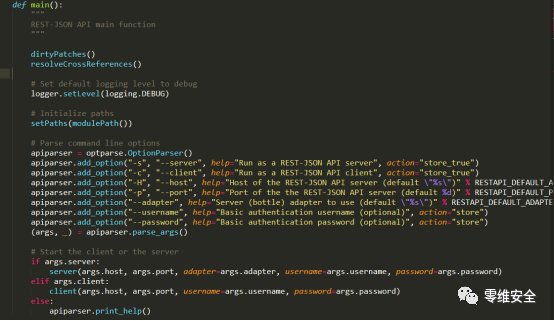 def main():
    """
    REST-JSON API main function
    """
    dirtyPatches()
    resolveCrossReferences()
    # Set default logging level to debug
    logger.setLevel(logging.DEBUG)
    # Initialize paths
    setPaths(modulePath())
    # Parse command line options
    apiparser = optparse.OptionParser()
    apiparser.add_option("-s", "--server", help="Run as a REST-JSON API server", action="store_true")
    apiparser.add_option("-c", "--client", help="Run as a REST-JSON API client", action="store_true")
    apiparser.add_option("-H", "--host", help="Host of the REST-JSON API server (default \"%s\")" % RESTAPI_DEFAULT_A
    apiparser.add_option("-p", "--port", help="Port of the the REST-JSON API server (default %d)" % RESTAPI_DEFAULT_P
    apiparser.add_option("--adapter", help="Server (bottle) adapter to use (default \"%s\")" % RESTAPI_DEFAULT_ADAPTE
    apiparser.add_option("--username", help="Basic authentication username (optional)", action="store")
    apiparser.add_option("--password", help="Basic authentication password (optional)", action="store")
    (args, _) = apiparser.parse_args()
    # Start the client or the server
    if args.server:
        server(args.host, args.port, adapter=args.adapter, username=args.username, password=args.password)
    elif args.client:
        client(args.host, args.port, username=args.username, password=args.password)
    else:
        apiparser.print_help()
零维安全